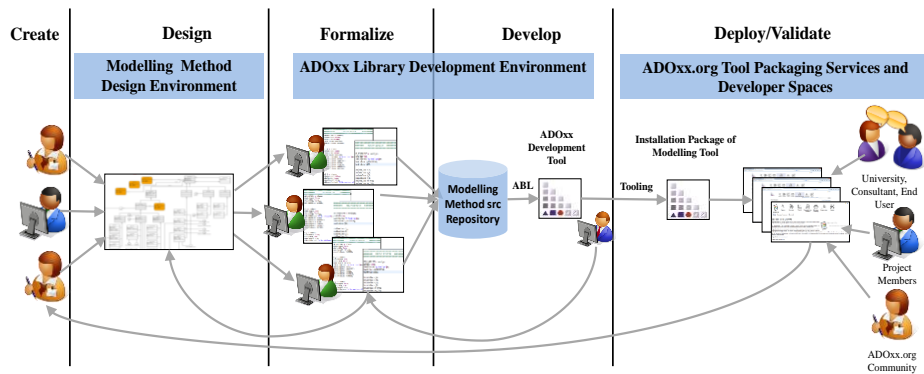 Create
Design
Formalize
Develop
Deploy/Validate
Modelling Method
Design Environment
ADOxx Library Development Environment
ADOxx.org Tool Packaging Services and
Developer Spaces
ADOxx
Development
Tool
Installation Package of
Modelling Tool
Modelling
Method src
Repository
ABL
Tooling
University,
Consultant, End
User
Project
Members
ADOxx.org
Community